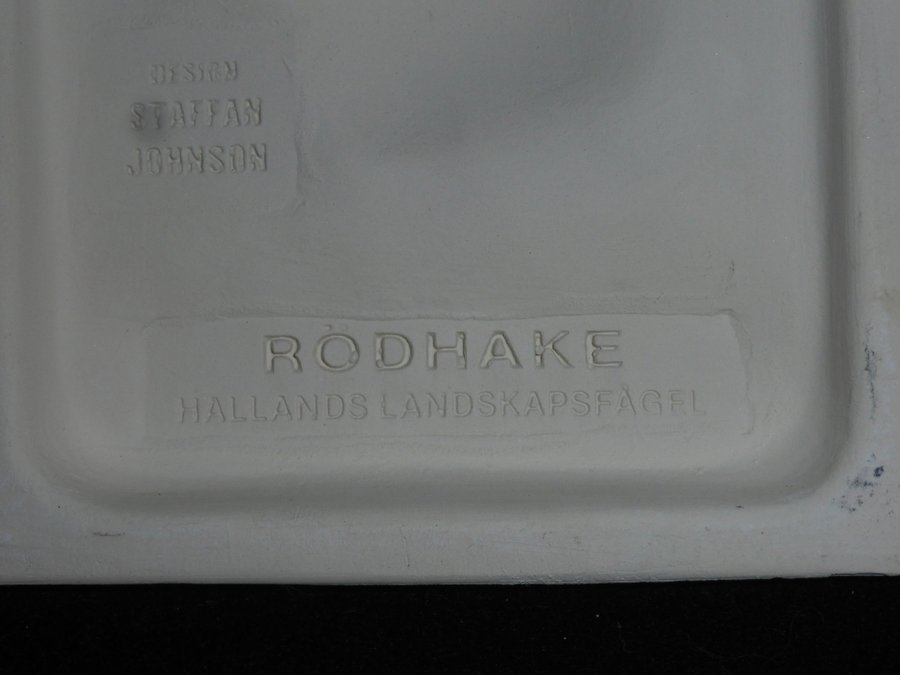 DESIGN
STAFFAN
JOHNSON
RÖDHAKE
HALLANDS LANDSKAPSFÅGEL